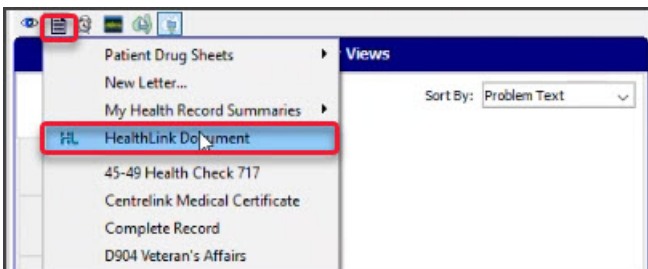 Views
Patient Drug Sheets
New Letter...
Sort By: Problem Text
My Health Record Summaries
HL HealthLink Document
45-49 Health Check 717
Centrelink Medical Certificate
Complete Record
D904 Veteran's Affairs